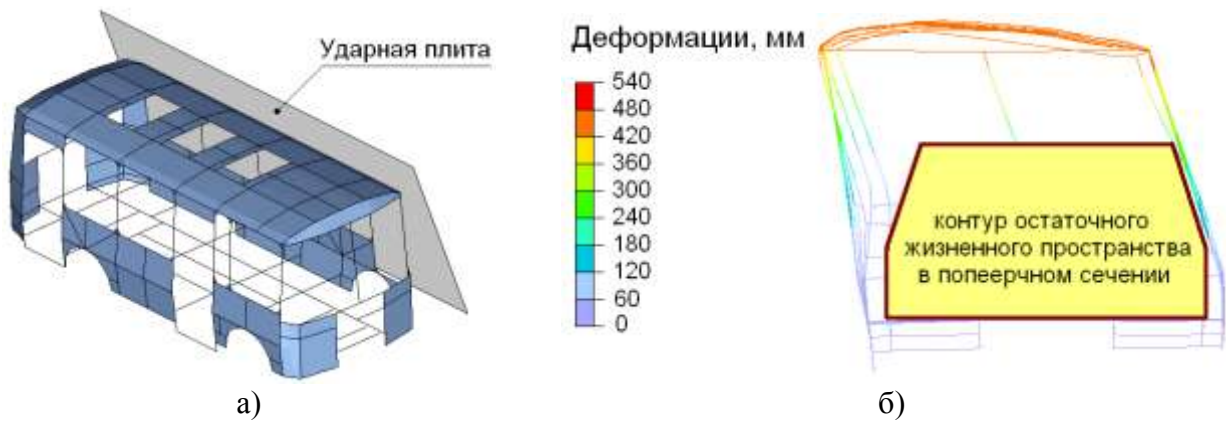 Ударная плита
Деформации, мм
540
480
420
360
300
240
180
120
60
0
контур остаточного
жизненного пространства
в попеерчном сечении
а)
б)